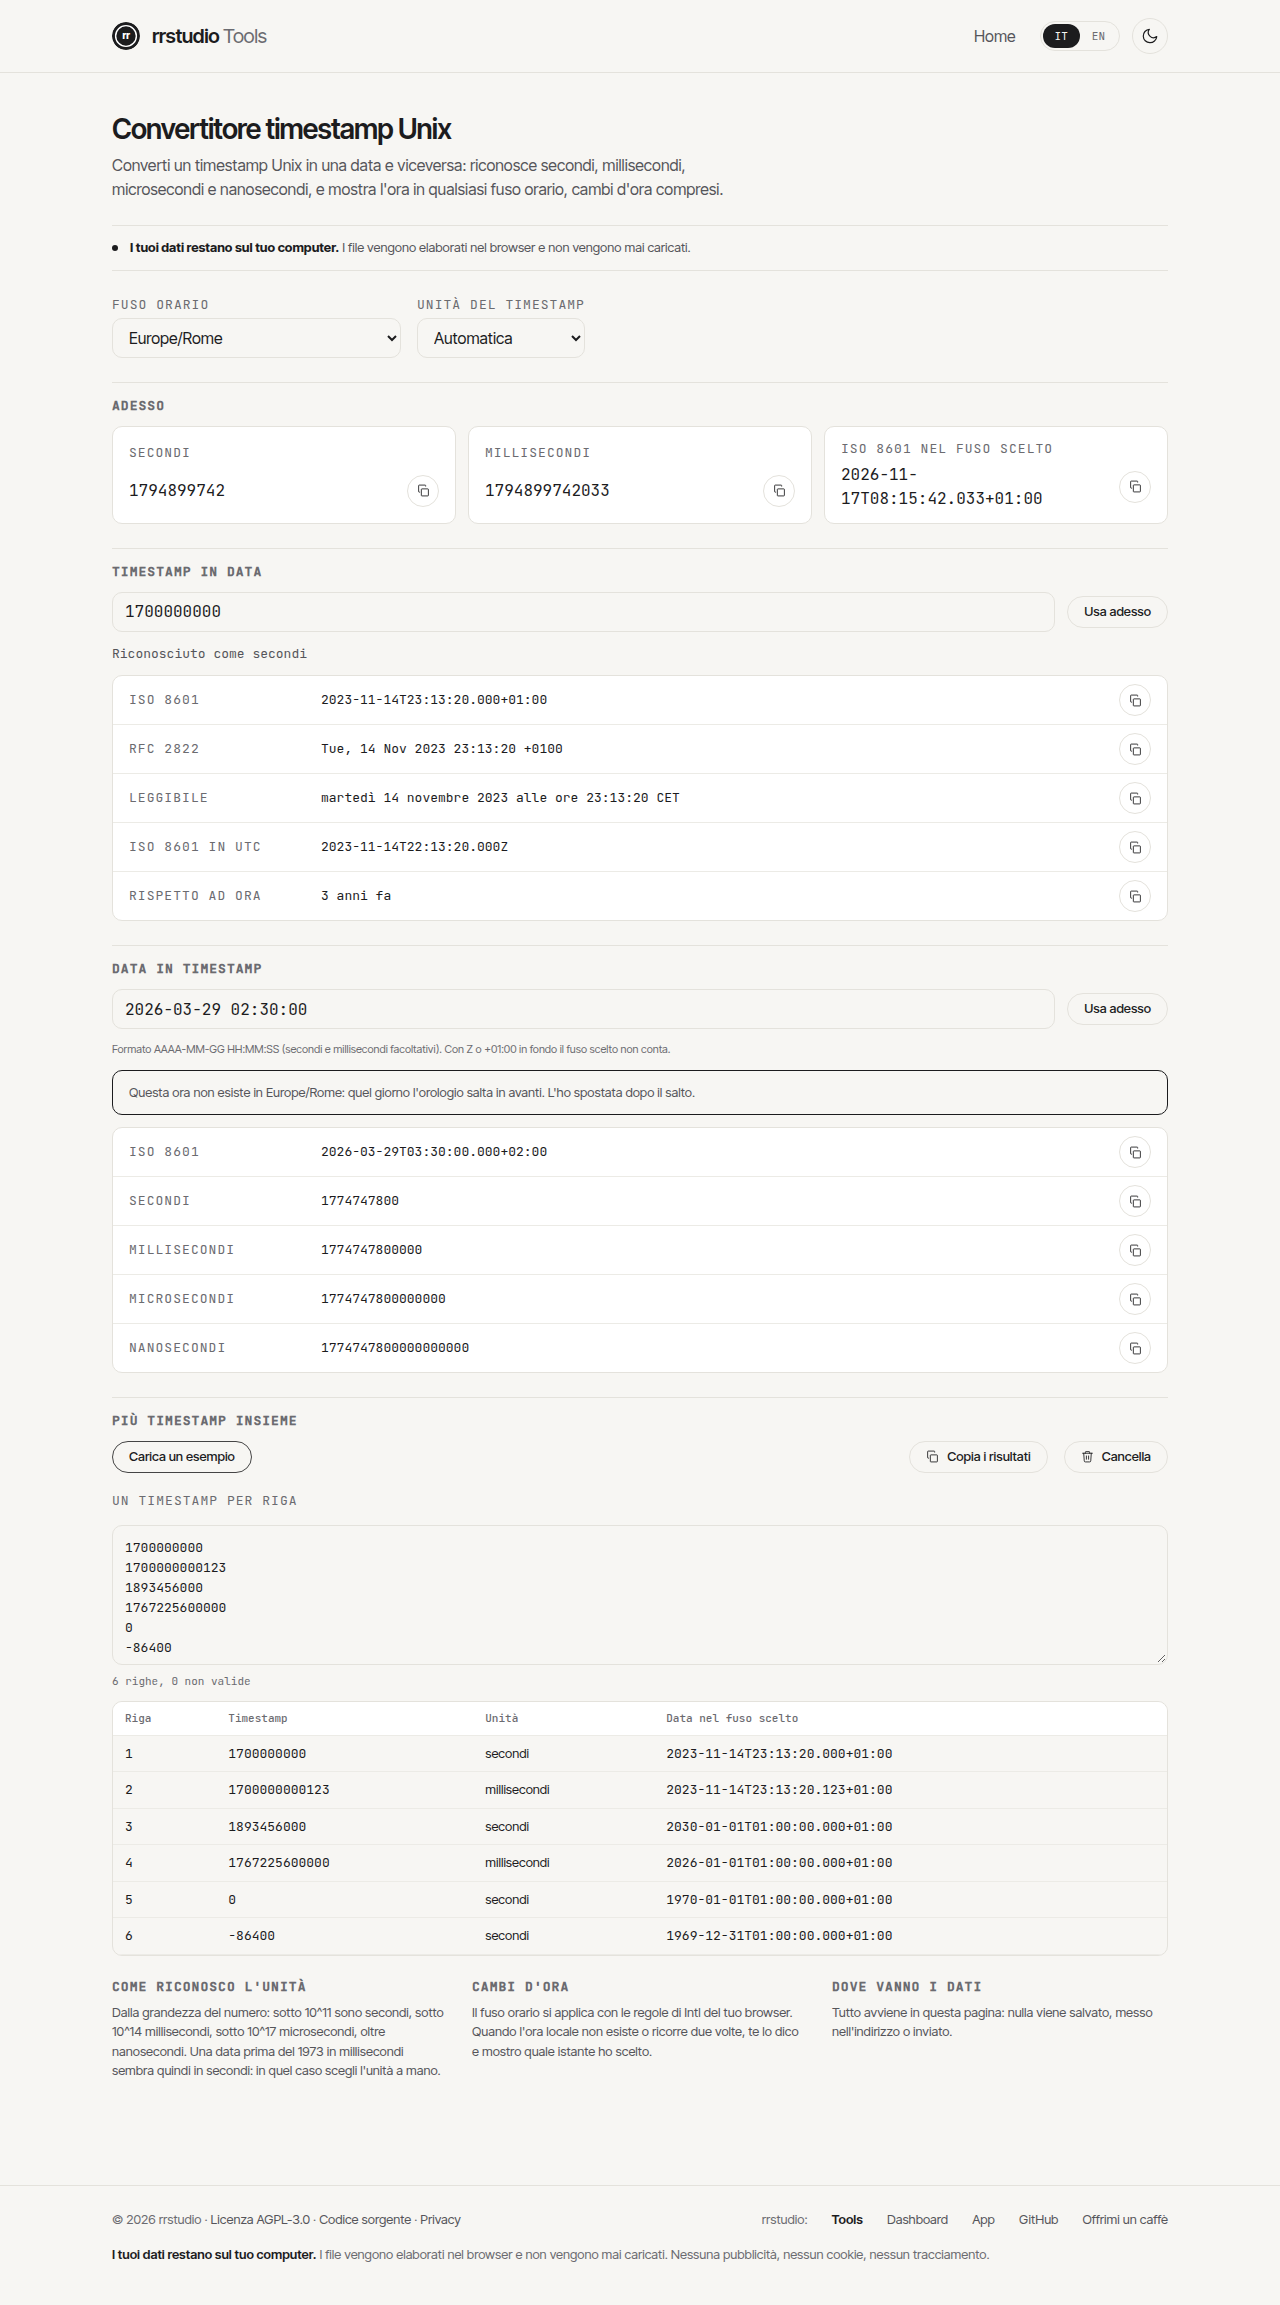 rr rrstudio Tools
Home
IT EN
Convertitore timestamp Unix
Converti un timestamp Unix in una data e viceversa: riconosce secondi, millisecondi,
microsecondi e nanosecondi, e mostra l'ora in qualsiasi fuso orario, cambi d'ora compresi.
I tuoi dati restano sul tuo computer. I file vengono elaborati nel browser e non vengono mai caricati.
FUSO ORARIO
UNITÀ DEL TIMESTAMP
Europe/Rome
Automatica
ADESSO
SECONDI
1794899742
MILLISECONDI
1794899742033
ISO 8601 NEL FUSO SCELTO
2026-11-
17T08:15:42.033+01:00
TIMESTAMP IN DATA
1700000000
Usa adesso
Riconosciuto come secondi
ISO 8601 2023-11-14T23:13:20.000+01:00
RFC 2822 Tue, 14 Nov 2023 23:13:20 +0100
LEGGIBILE martedì 14 novembre 2023 alle ore 23:13:20 CET
ISO 8601 IN UTC 2023-11-14T22:13:20.000Z
RISPETTO AD ORA 3 anni fa
DATA IN TIMESTAMP
2026-03-29 02:30:00
Usa adesso
Formato AAAA-MM-GG HH:MM:SS (secondi e millisecondi facoltativi). Con Z o +01:00 in fondo il fuso scelto non conta.
Questa ora non esiste in Europe/Rome: quel giorno l'orologio salta in avanti. L'ho spostata dopo il salto.
ISO 8601 2026-03-29T03:30:00.000+02:00
SECONDI 1774747800
MILLISECONDI 1774747800000
MICROSECONDI 1774747800000000
NANOSECONDI 1774747800000000000
PIÙ TIMESTAMP INSIEME
Carica un esempio
Copia i risultati
Cancella
UN TIMESTAMP PER RIGA
1700000000
1700000000123
1893456000
1767225600000
0
-86400
6 righe, 0 non valide
Riga Timestamp Unità Data nel fuso scelto
1 1700000000 secondi 2023-11-14T23:13:20.000+01:00
2 1700000000123 millisecondi 2023-11-14T23:13:20.123+01:00
3 1893456000 secondi 2030-01-01T01:00:00.000+01:00
4 1767225600000 millisecondi 2026-01-01T01:00:00.000+01:00
5 0 secondi 1970-01-01T01:00:00.000+01:00
6 -86400 secondi 1969-12-31T01:00:00.000+01:00
COME RICONOSCO L'UNITÀ
Dalla grandezza del numero: sotto 10^11 sono secondi, sotto
10^14 millisecondi, sotto 10^17 microsecondi, oltre
nanosecondi. Una data prima del 1973 in millisecondi
sembra quindi in secondi: in quel caso scegli l'unità a mano.
CAMBI D'ORA
Il fuso orario si applica con le regole di Intl del tuo browser.
Quando l'ora locale non esiste o ricorre due volte, te lo dico
e mostro quale istante ho scelto.
DOVE VANNO I DATI
Tutto avviene in questa pagina: nulla viene salvato, messo
nell'indirizzo o inviato.
© 2026 rrstudio · Licenza AGPL-3.0 · Codice sorgente · Privacy
rrstudio: Tools Dashboard App GitHub Offrimi un caffè
I tuoi dati restano sul tuo computer. I file vengono elaborati nel browser e non vengono mai caricati. Nessuna pubblicità, nessun cookie, nessun tracciamento.